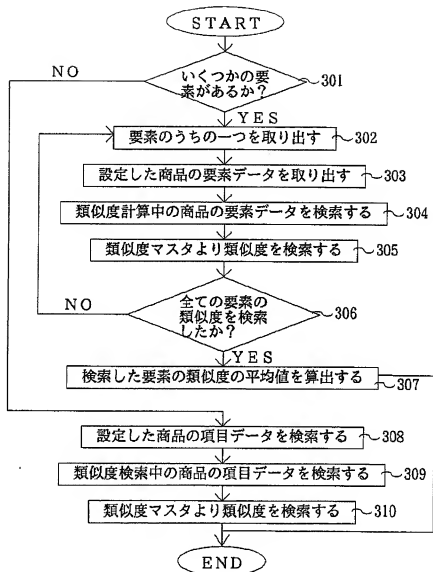 START
NO
いくつかの要
素があるか?
301
YES
要素のうちの一つを取り出す
302
設定した商品の要素データを取り出す
303
類似度計算中の商品の要素データを検索する
304
類似度マスタより類似度を検索する
305
NO
全ての要素の
類似度を検索
したか?
306
YES
検索した要素の類似度の平均値を算出する
307
設定した商品の項目データを検索する
308
類似度検索中の商品の項目データを検索する
309
類似度マスタより類似度を検索する
310
END